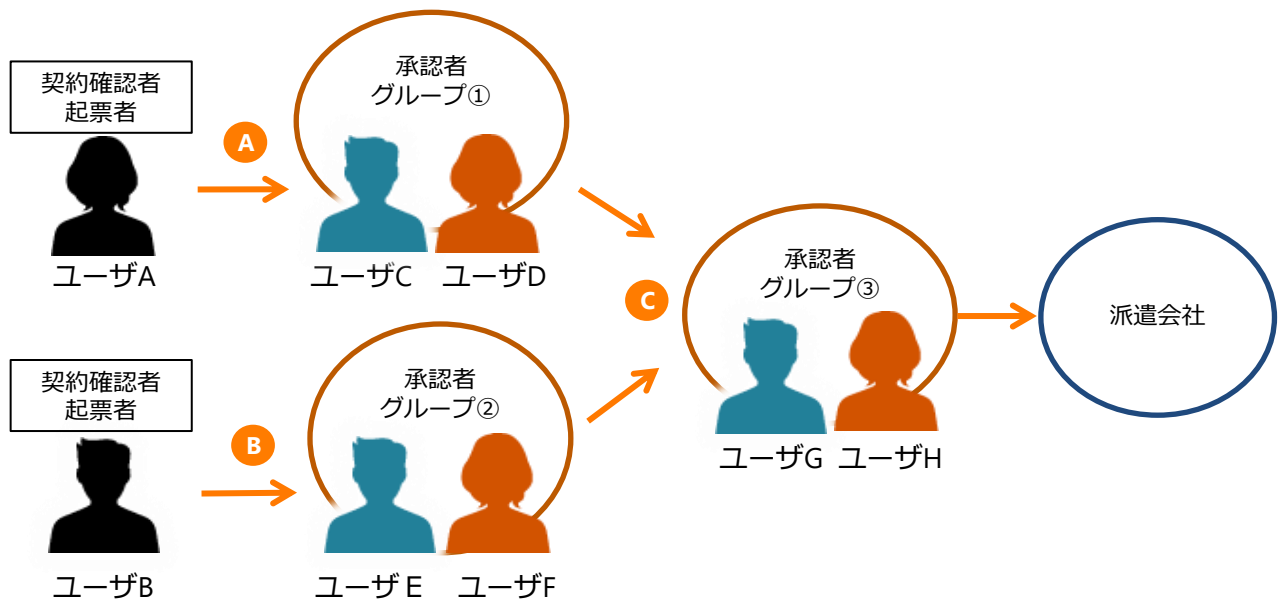 契約確認者
起票者
ユーザA
A
承認者
グループ①
ユーザC ユーザD
契約確認者
起票者
ユーザB
B
承認者
グループ②
ユーザE ユーザF
C
承認者
グループ③
ユーザG ユーザH
派遣会社